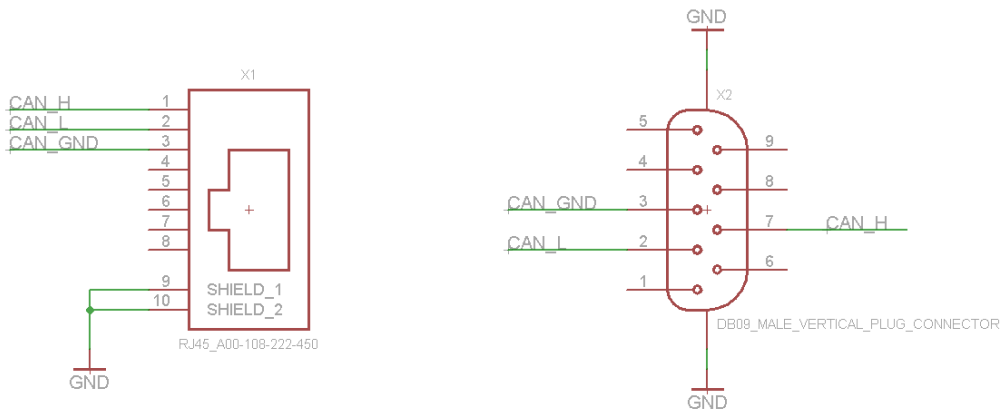 X1
CAN_H 1
CAN_L 2
CAN_GND 3
4
5
6
7
8
9 SHIELD_1
10 SHIELD_2
RJ45_A00-108-222-450
GND
GND
X2
5
9
4
8
CAN_GND 3
7 CAN_H
CAN_L 2
6
1
DB09_MALE_VERTICAL_PLUG_CONNECTOR
GND